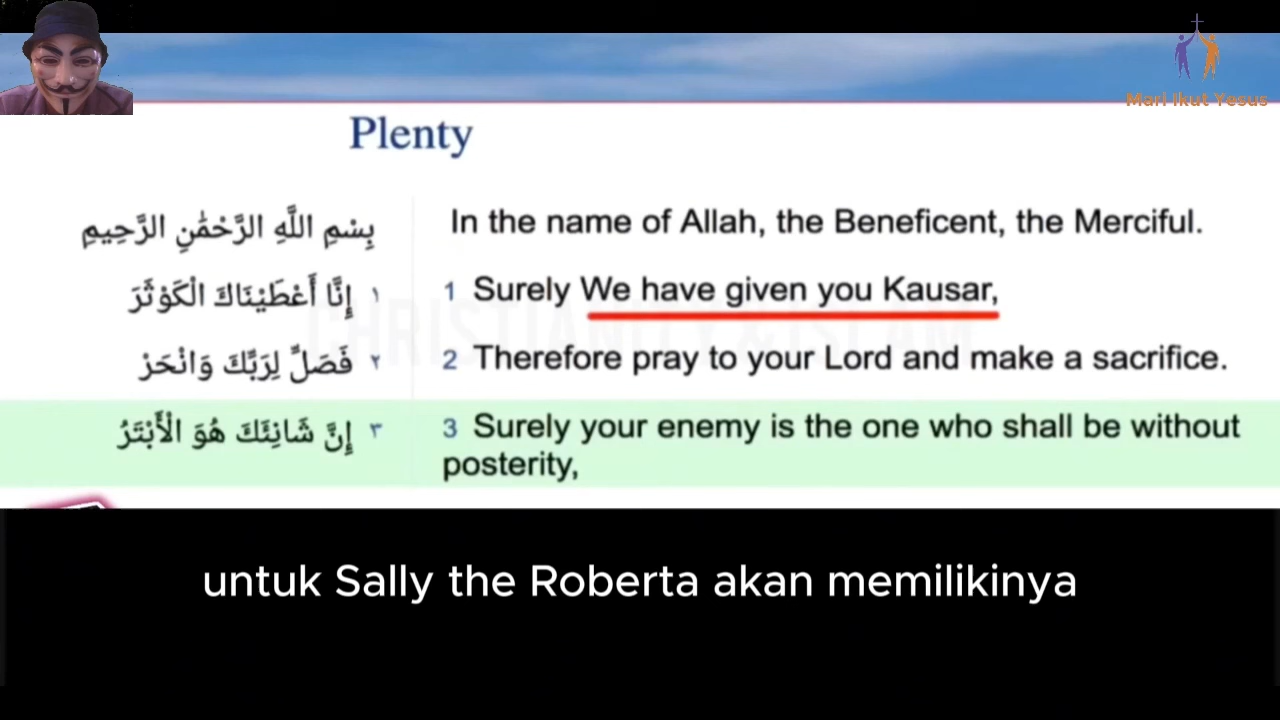 Mari Ikut Yesus
Plenty
بِسْمِ اللَّهِ الرَّحْمَٰنِ الرَّحِيمِ
In the name of Allah, the Beneficent, the Merciful.
١ إِنَّا أَعْطَيْنَاكَ الْكَوْثَرَ
1 Surely We have given you Kausar,
٢ فَصَلِّ لِرَبِّكَ وَانْحَرْ
2 Therefore pray to your Lord and make a sacrifice.
٣ إِنَّ شَانِئَكَ هُوَ الْأَبْتَرُ
3 Surely your enemy is the one who shall be without
posterity,
CHRISTIANITY & ISLAM
untuk Sally the Roberta akan memilikinya